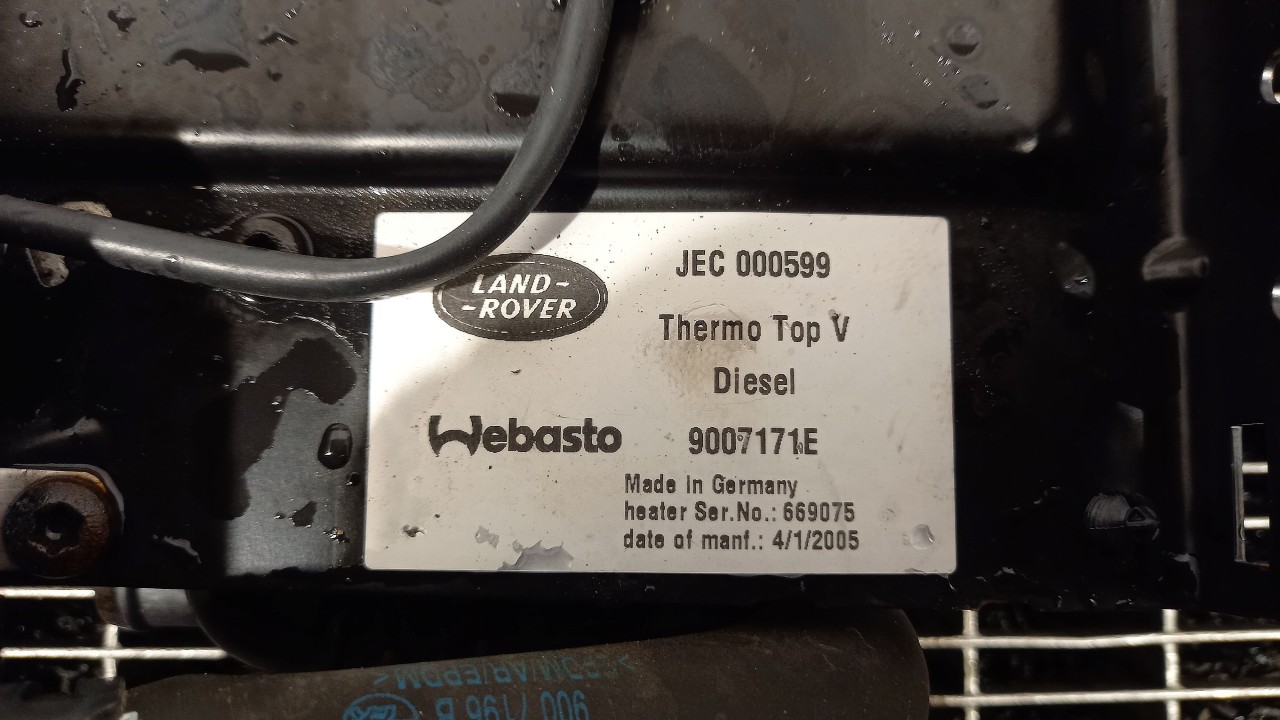 LAND-
-ROVER
JEC 000599
Thermo Top V
Diesel
Webasto
9007171E
Made in Germany
heater Ser.No.: 669075
date of manf.: 4/1/2005